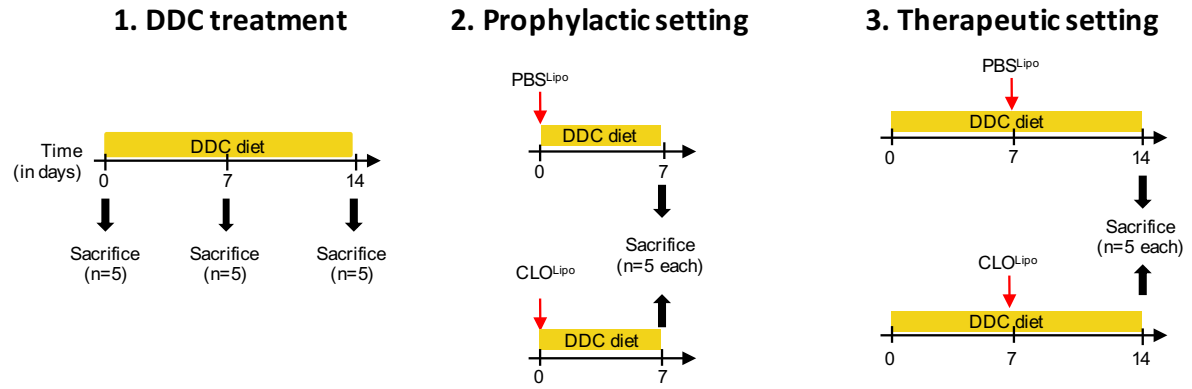 1. DDC treatment
DDC diet
Time
(in days)
0
7
14
Sacrifice
(n=5)
Sacrifice
(n=5)
Sacrifice
(n=5)
2. Prophylactic setting
PBSLipo
DDC diet
0
7
Sacrifice
(n=5 each)
CLOLipo
DDC diet
0
7
3. Therapeutic setting
PBSLipo
DDC diet
0
7
14
Sacrifice
(n=5 each)
CLOLipo
DDC diet
0
7
14